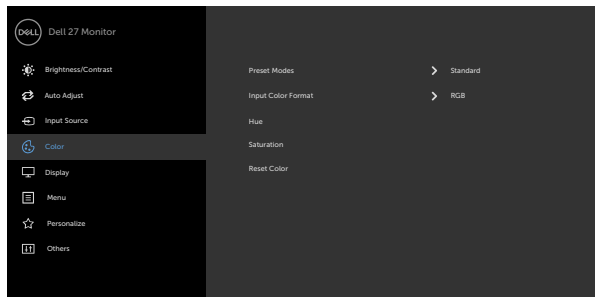 DELL Dell 27 Monitor
Brightness/Contrast
Auto Adjust
Input Source
Color
Display
Menu
Personalize
Others
Preset Modes Standard
Input Color Format RGB
Hue
Saturation
Reset Color